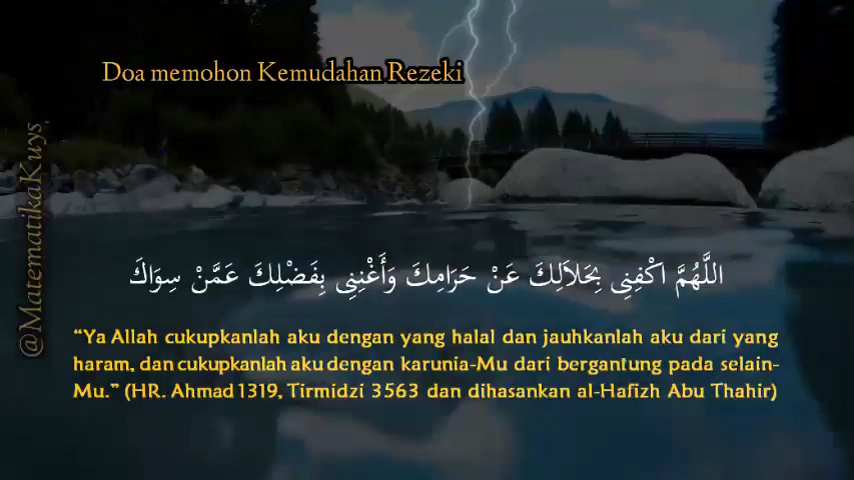 Doa memohon Kemudahan Rezeki
@MatematikaKuys
اللَّهُمَّ اكْفِنِى بِحَلاَلِكَ عَنْ حَرَامِكَ وَأَغْنِنِى بِفَضْلِكَ عَمَّنْ سِوَاكَ
“Ya Allah cukupkanlah aku dengan yang halal dan jauhkanlah aku dari yang
haram, dan cukupkanlah aku dengan karunia-Mu dari bergantung pada selain-
Mu.” (HR. Ahmad 1319, Tirmidzi 3563 dan dihasankan al-Hafizh Abu Thahir)